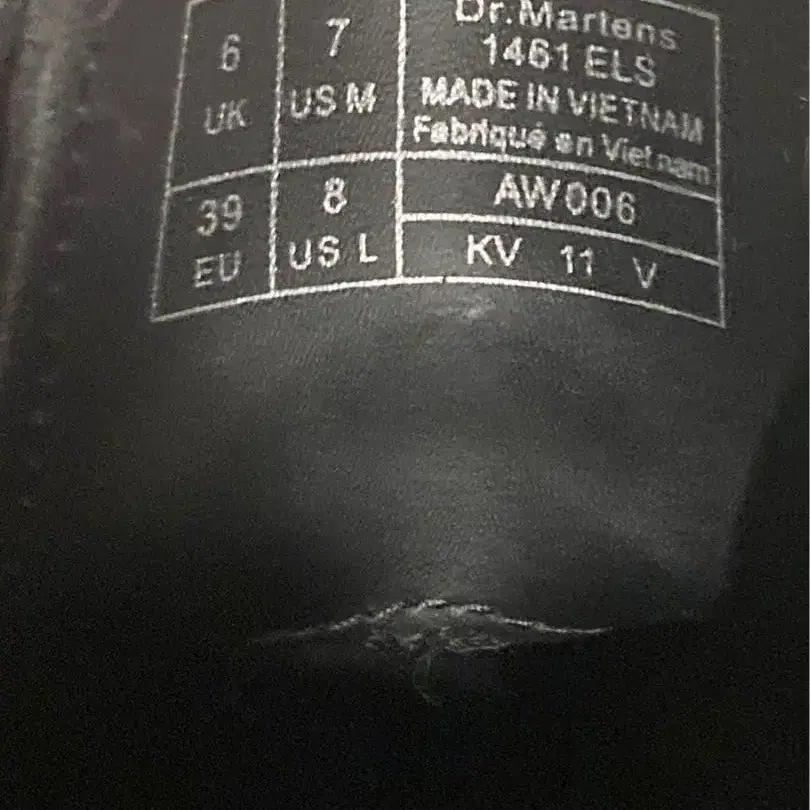 6
UK
7
US M
Dr.Martens
1461 ELS
MADE IN VIETNAM
Fabriqué en Vietnam
39
EU
8
US L
AW006
KV 11 V